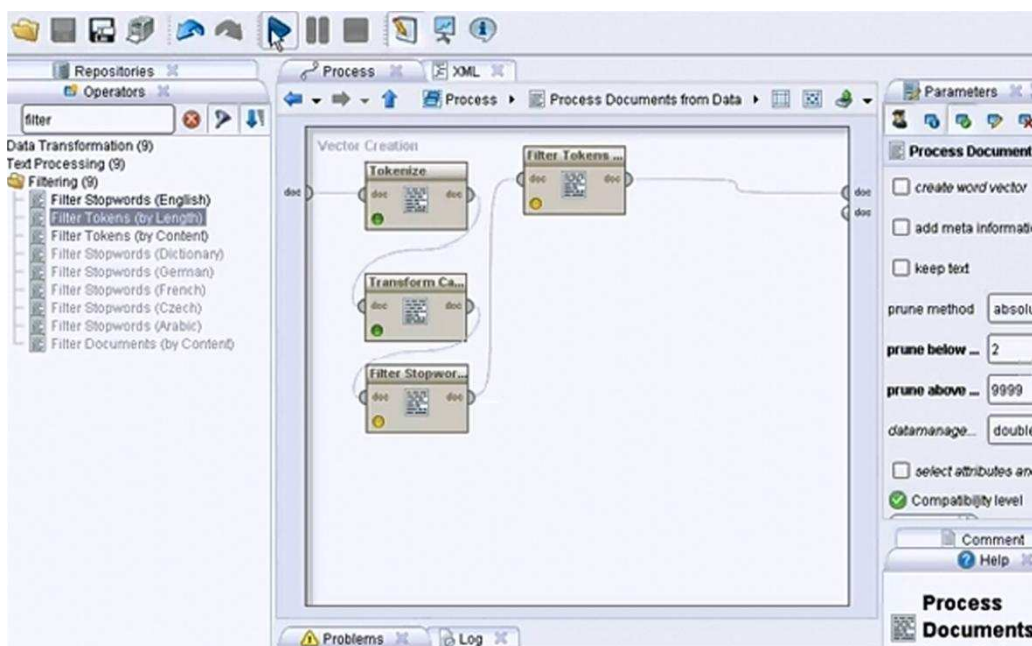 Repositories
Operators
filter
Data Transformation (9)
Text Processing (9)
Filtering (9)
Filter Stopwords (English)
Filter Tokens (by Length)
Filter Tokens (by Content)
Filter Stopwords (Dictionary)
Filter Stopwords (German)
Filter Stopwords (French)
Filter Stopwords (Czech)
Filter Stopwords (Arabic)
Filter Documents (by Content)
Process
XML
Process
Process Documents from Data
Vector Creation
doc
Tokenize
doc doc
Transform Ca...
doc doc
Filter Stopwor...
doc doc
Filter Tokens ...
doc doc
doc
doc
Problems
Log
Parameters
Process Document
create word vector
add meta informati
keep text
prune method absolu
prune below ... 2
prune above ... 9999
datamanage... double
select attributes an
Compatibility level
Comment
Help
Process
Documents